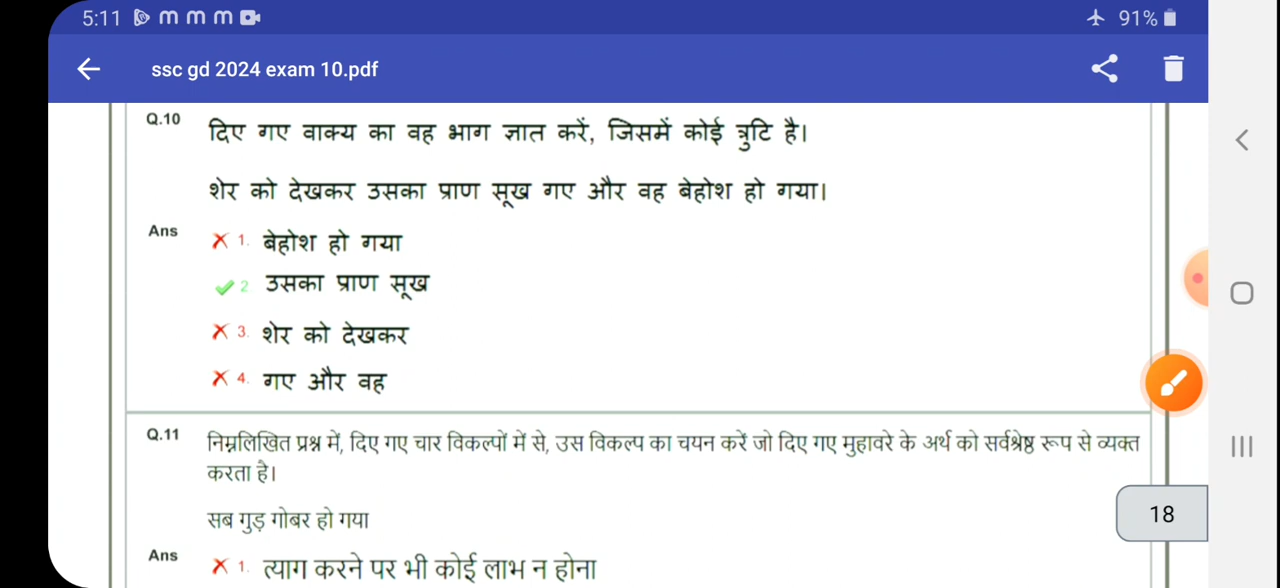 5:11
91%
ssc gd 2024 exam 10.pdf
Q.10 दिए गए वाक्य का वह भाग ज्ञात करें, जिसमें कोई त्रुटि है।
शेर को देखकर उसका प्राण सूख गए और वह बेहोश हो गया।
Ans 1. बेहोश हो गया
2 उसका प्राण सूख
3. शेर को देखकर
4. गए और वह
Q.11 निम्नलिखित प्रश्न में, दिए गए चार विकल्पों में से, उस विकल्प का चयन करें जो दिए गए मुहावरे के अर्थ को सर्वश्रेष्ठ रूप से व्यक्त
करता है।
18
सब गुड़ गोबर हो गया
Ans 1. त्याग करने पर भी कोई लाभ न होना